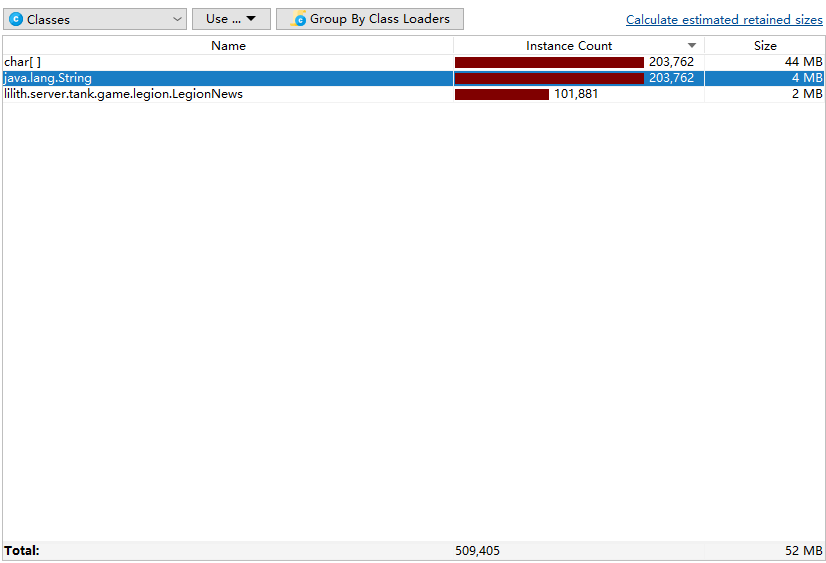 Classes Use ... Group By Class Loaders Calculate estimated retained sizes
Name Instance Count Size
char[ ] 203,762 44 MB
java.lang.String 203,762 4 MB
lilith.server.tank.game.legion.LegionNews 101,881 2 MB
Total: 509,405 52 MB